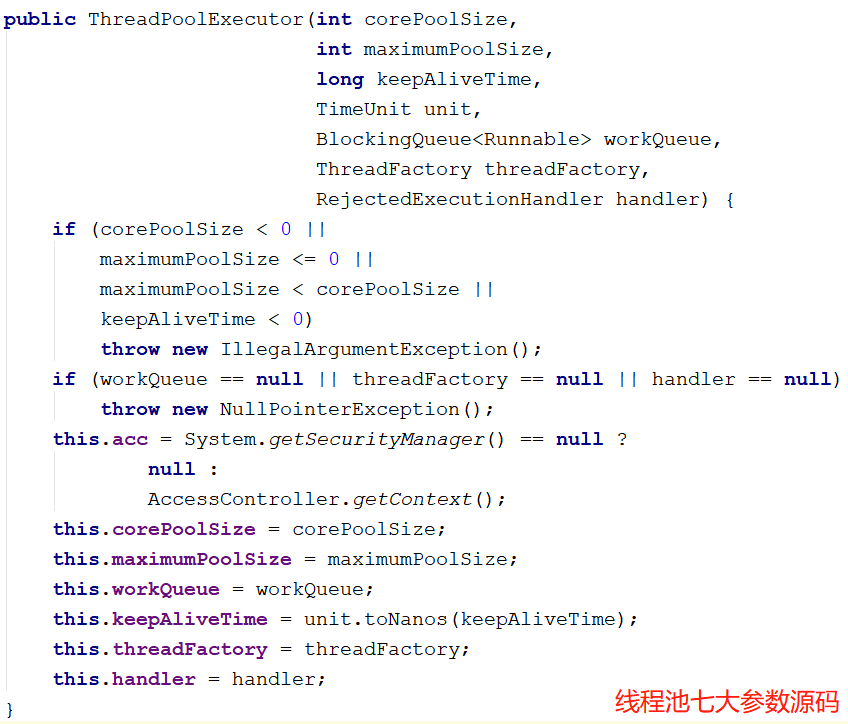 public ThreadPoolExecutor(int corePoolSize,
int maximumPoolSize,
long keepAliveTime,
TimeUnit unit,
BlockingQueue<Runnable> workQueue,
ThreadFactory threadFactory,
RejectedExecutionHandler handler) {
if (corePoolSize < 0 ||
maximumPoolSize <= 0 ||
maximumPoolSize < corePoolSize ||
keepAliveTime < 0)
throw new IllegalArgumentException();
if (workQueue == null || threadFactory == null || handler == null)
throw new NullPointerException();
this.acc = System.getSecurityManager() == null ?
null :
AccessController.getContext();
this.corePoolSize = corePoolSize;
this.maximumPoolSize = maximumPoolSize;
this.workQueue = workQueue;
this.keepAliveTime = unit.toNanos(keepAliveTime);
this.threadFactory = threadFactory;
this.handler = handler;
线程池七大参数源码
}